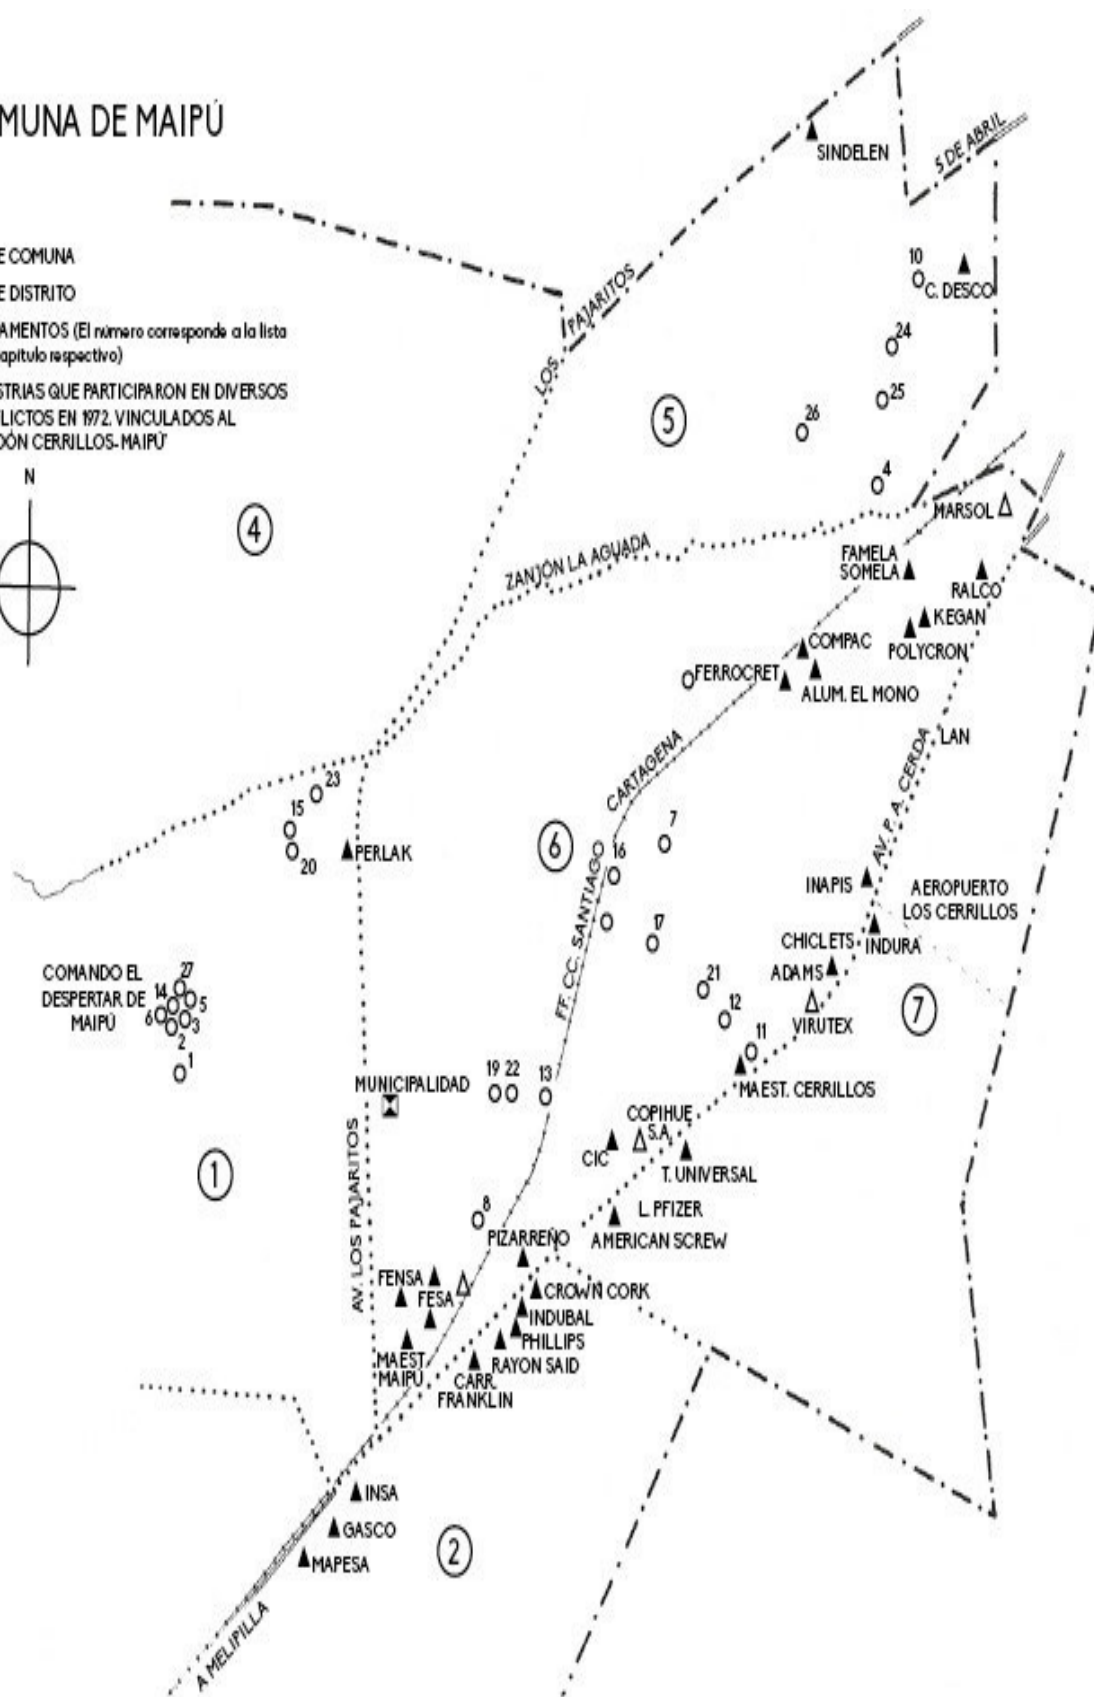 MUNA DE MAIPÚ
E COMUNA
E DISTRITO
AMENTOS (El número corresponde a la lista
apítulo respectivo)
STRIAS QUE PARTICIPARON EN DIVERSOS
FLICTOS EN 1972. VINCULADOS AL
DÓN CERRILLOS-MAIPÚ"
N
SINDELEN
5 DE ABRIL
10
C. DESCO
LOS PAJARITOS
24
25
26
5
4
4
MARSOL
ZANJÓN LA AGUADA
FAMELA
SOMELA
RALCO
KEGAN
POLYCRON
COMPAC
FERROCRET
ALUM. EL MONO
LAN
AV. P. A. CERDA
FF. CC. SANTIAGO CARTAGENA
23
15
20
PERLAK
6
7
16
17
INAPIS
AEROPUERTO
LOS CERRILLOS
INDURA
CHICLETS
ADAMS
VIRUTEX
7
21
12
11
MAEST. CERRILLOS
COMANDO EL
DESPERTAR DE
MAIPÚ
27
14
5
6
3
2
1
MUNICIPALIDAD
19
22
13
COPIHUE
S.A.
CIC
T. UNIVERSAL
L. PFIZER
AMERICAN SCREW
1
AV. LOS PAJARITOS
8
PIZARREÑO
FENSA
FESA
CROWN CORK
INDUBAL
PHILLIPS
RAYON SAID
MAEST.
MAIPÚ
CARR.
FRANKLIN
INSA
GASCO
MAPESA
2
A MELIPILLA